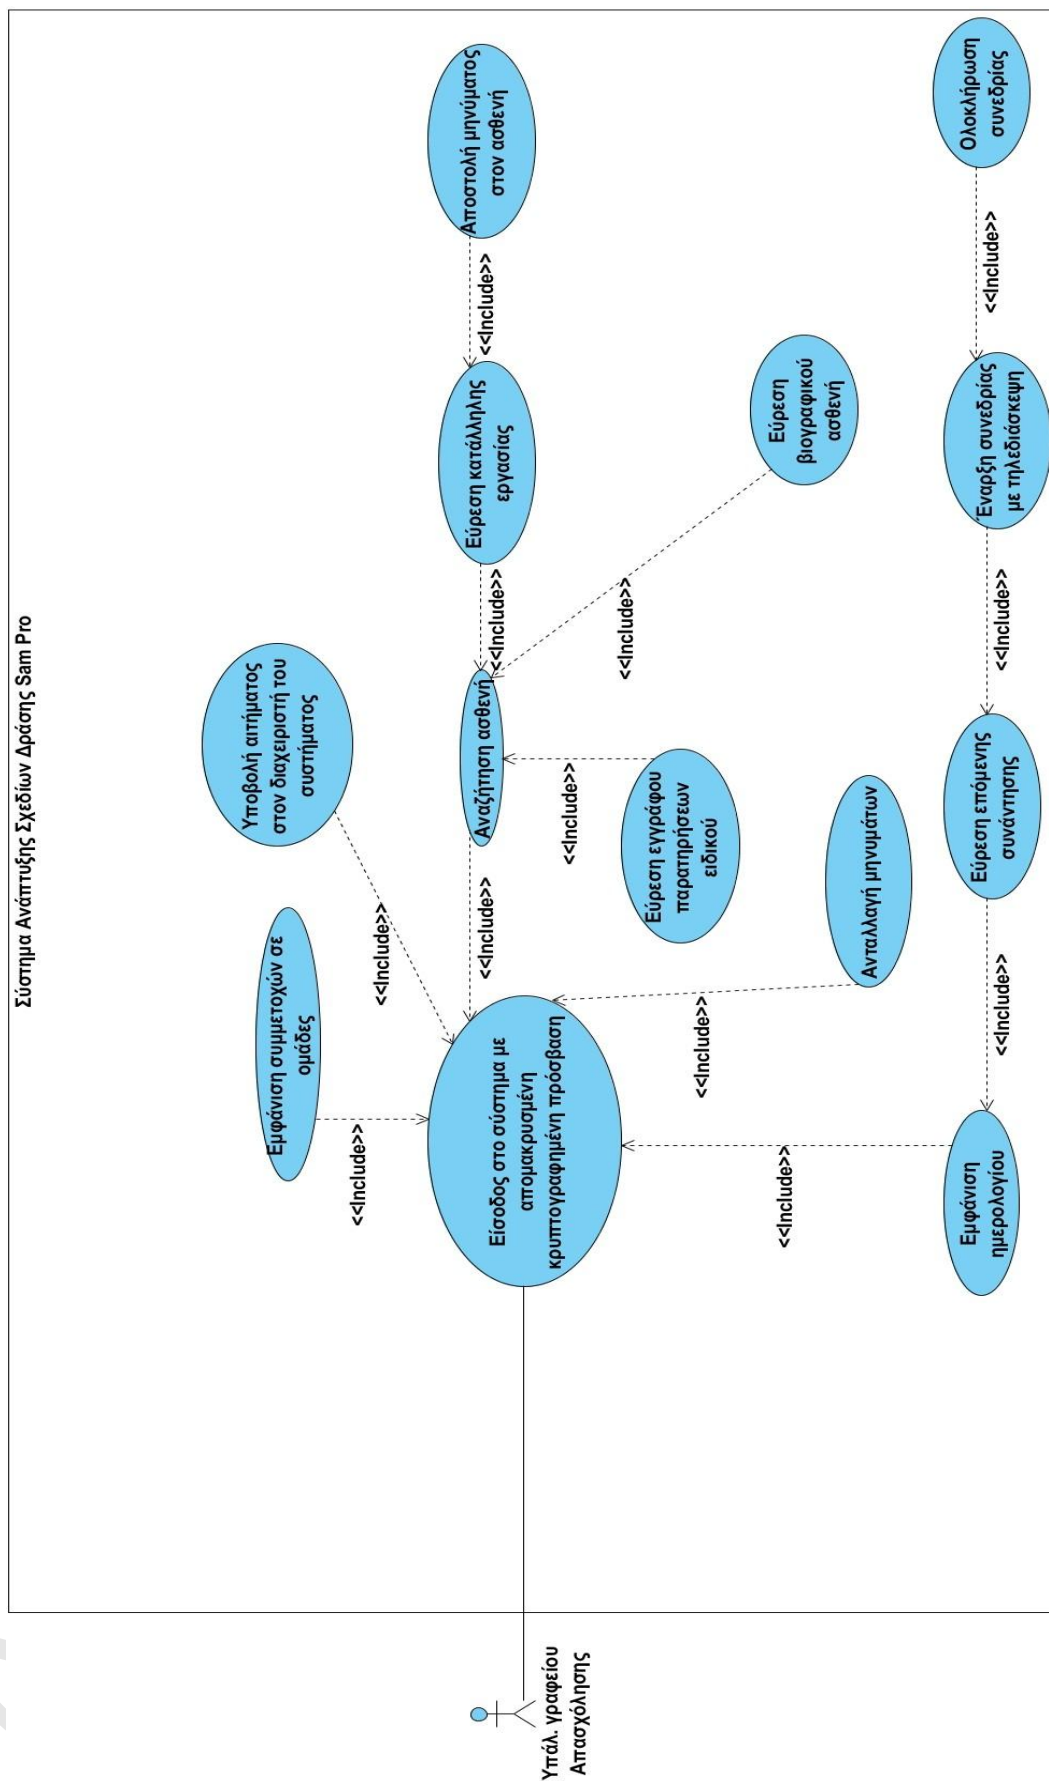 Σύστημα Ανάπτυξης Σχεδίων Δράσης Sam Pro
Υπάλ. γραφείου
Απασχόλησης
Είσοδος στο σύστημα με
απομακρυσμένη
κρυπτογραφημένη πρόσβαση
Εμφάνιση συμμετοχών σε
ομάδες
<<Include>>
Υποβολή αιτήματος
στον διαχειριστή του
συστήματος
<<Include>>
Αναζήτηση ασθενή
<<Include>>
Εύρεση κατάλληλης
εργασίας
<<Include>>
Αποστολή μηνύματος
στον ασθενή
<<Include>>
Εύρεση εγγράφου
παρατηρήσεων
ειδικού
<<Include>>
Εύρεση
βιογραφικού
ασθενή
<<Include>>
Ανταλλαγή μηνυμάτων
<<Include>>
Εμφάνιση
ημερολογίου
<<Include>>
Εύρεση επόμενης
συνάντησης
<<Include>>
Έναρξη συνεδρίας
με τηλεδιάσκεψη
<<Include>>
Ολοκλήρωση
συνεδρίας
<<Include>>